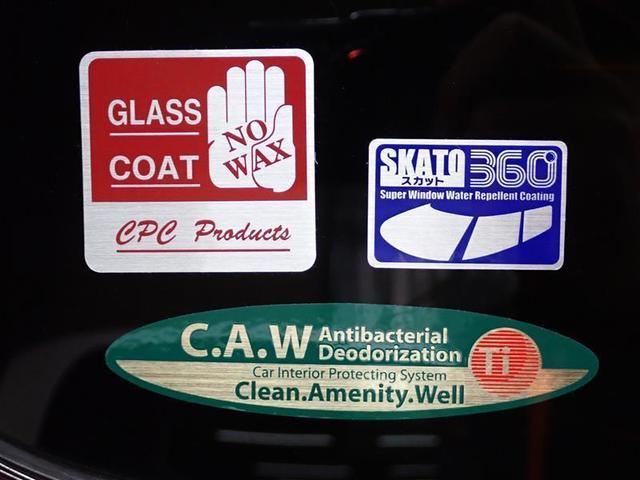 GLASS
COAT
NO
WAX
CPC Products
SKATO 360°
スカット
Super Window Water Repellent Coating
C.A.W Antibacterial
Deodorization
Ti
Car Interior Protecting System
Clean.Amenity.Well